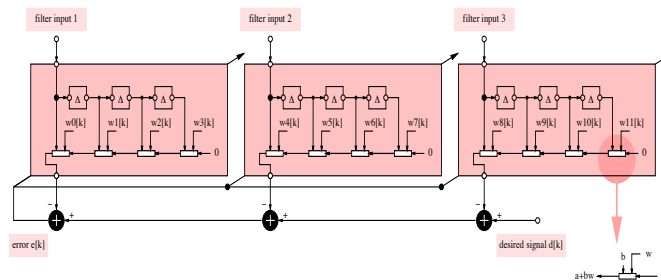 filter input 1 filter input 2 filter input 3
Δ Δ Δ Δ Δ Δ Δ Δ Δ
w0[k] w1[k] w2[k] w3[k] w4[k] w5[k] w6[k] w7[k] w8[k] w9[k] w10[k] w11[k]
0 0 0
− − −
+ + + + + +
error e[k] desired signal d[k]
b w
a+bw